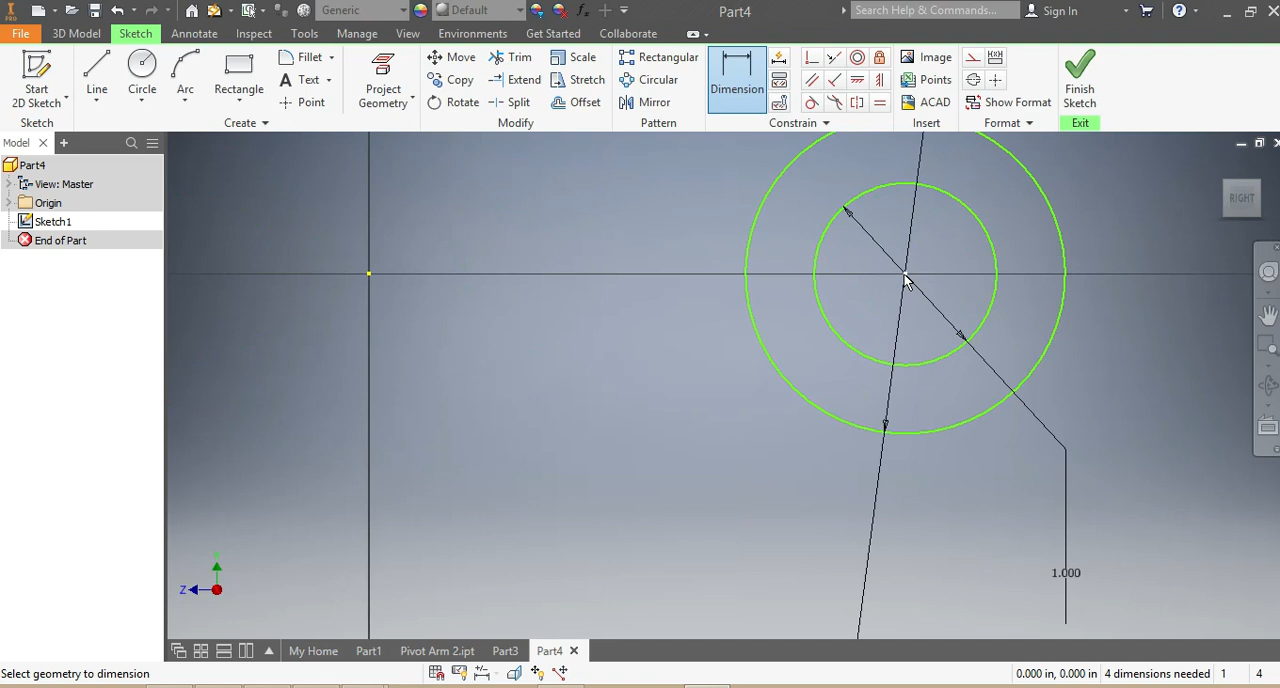 PRO
Generic
Default
Part4
Search Help & Commands...
Sign In
File
3D Model
Sketch
Annotate
Inspect
Tools
Manage
View
Environments
Get Started
Collaborate
Start
2D Sketch
Line
Circle
Arc
Rectangle
Fillet
Text
Point
Project
Geometry
Move
Copy
Rotate
Trim
Extend
Split
Scale
Stretch
Offset
Rectangular
Circular
Mirror
Dimension
Image
Points
ACAD
Show Format
Finish
Sketch
Sketch
Create
Modify
Pattern
Constrain
Insert
Format
Exit
Model
Part4
View: Master
Origin
Sketch1
End of Part
RIGHT
1.000
Z
My Home
Part1
Pivot Arm 2.ipt
Part3
Part4
Select geometry to dimension
0.000 in, 0.000 in
4 dimensions needed
1
4